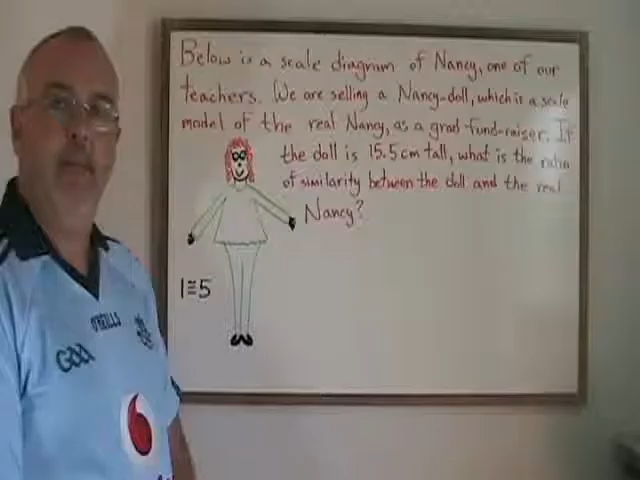 Below is a scale diagram of Nancy, one of our
teachers. We are selling a Nancy-doll, which is a scale
model of the real Nancy, as a grad-fund-raiser. If
the doll is 15.5cm tall, what is the ratio
of similarity between the doll and the real
Nancy?
1≡5
O'NEILLS
GAA